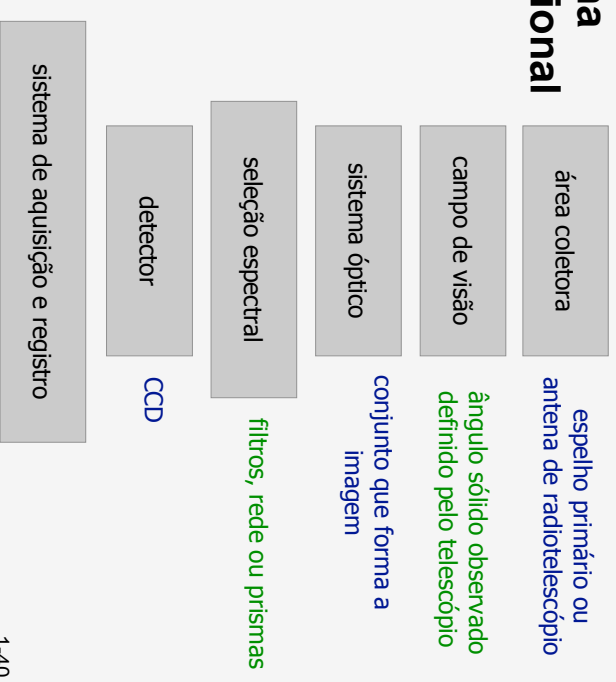 ma
ional
área coletora
espelho primário ou
antena de radiotelescópio
campo de visão
ângulo sólido observado
definido pelo telescópio
sistema óptico
conjunto que forma a
imagem
seleção espectral
filtros, rede ou prismas
detector
CCD
sistema de aquisição e registro